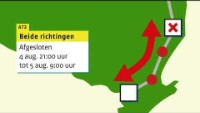 A73
Beide richtingen
Afgesloten
4 aug. 21:00 uur
tot 5 aug. 9:00 uur